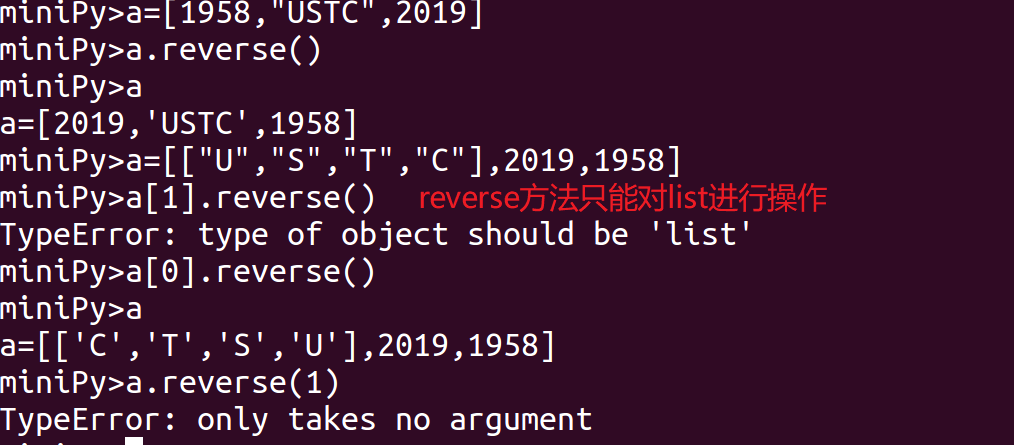 miniPy>a=[1958,"USTC",2019]
miniPy>a.reverse()
miniPy>a
a=[2019,'USTC',1958]
miniPy>a=[["U","S","T","C"],2019,1958]
miniPy>a[1].reverse() reverse方法只能对list进行操作
TypeError: type of object should be 'list'
miniPy>a[0].reverse()
miniPy>a
a=[['C','T','S','U'],2019,1958]
miniPy>a.reverse(1)
TypeError: only takes no argument